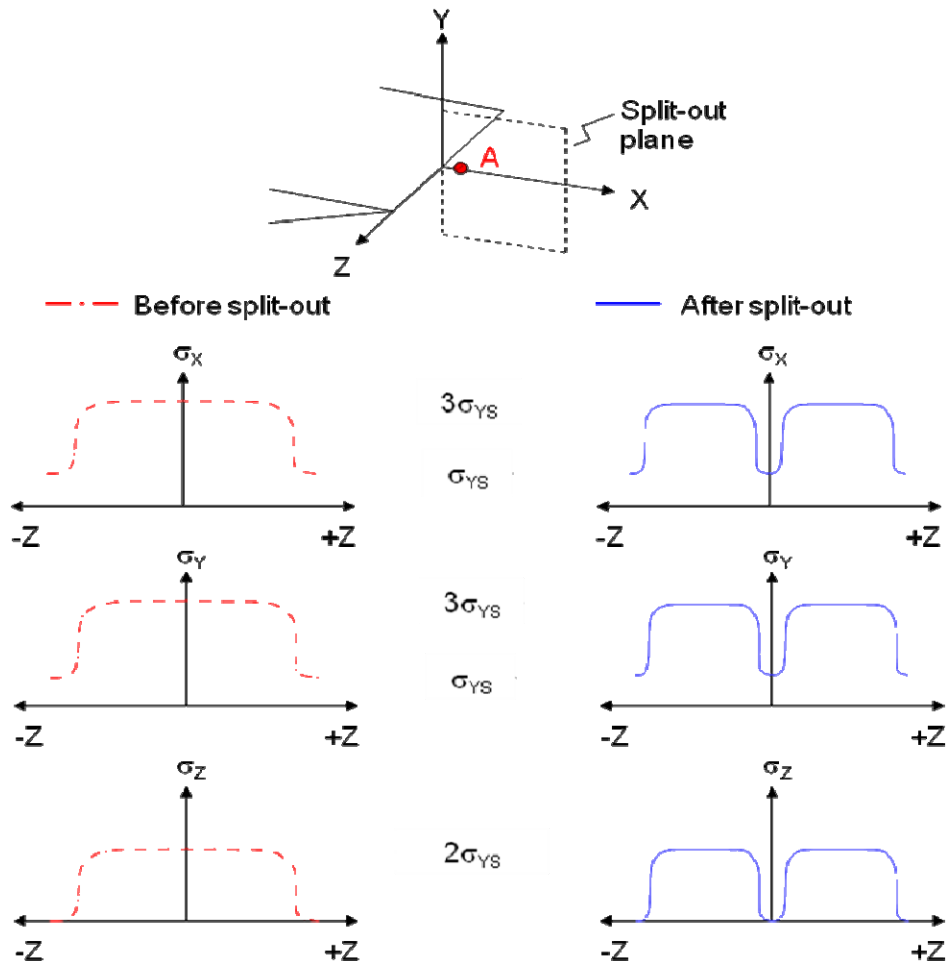 Y
Split-out
plane
A
X
Z
Before split-out
After split-out
σX
3σYS
σYS
-Z
+Z
σX
-Z
+Z
σY
3σYS
σYS
-Z
+Z
σY
-Z
+Z
σZ
2σYS
-Z
+Z
σZ
-Z
+Z